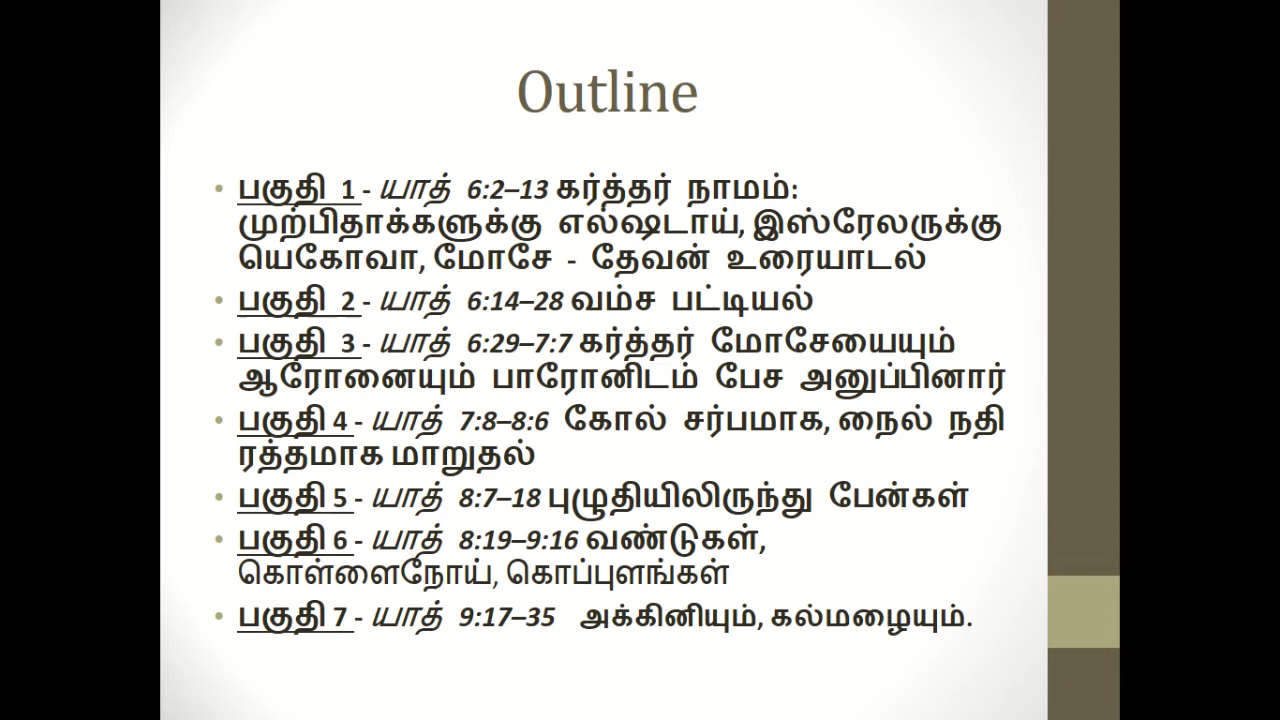 Outline
• பகுதி 1 - யாத் 6:2–13 கர்த்தர் நாமம்:
முற்பிதாக்களுக்கு எல்ஷடாய், இஸ்ரேலருக்கு
யெகோவா, மோசே - தேவன் உரையாடல்
• பகுதி 2 - யாத் 6:14–28 வம்ச பட்டியல்
• பகுதி 3 - யாத் 6:29–7:7 கர்த்தர் மோசேயையும்
ஆரோனையும் பாரோனிடம் பேச அனுப்பினார்
• பகுதி 4 - யாத் 7:8–8:6 கோல் சர்பமாக, நைல் நதி
ரத்தமாக மாறுதல்
• பகுதி 5 - யாத் 8:7–18 புழுதியிலிருந்து பேன்கள்
• பகுதி 6 - யாத் 8:19–9:16 வண்டுகள்,
கொள்ளைநோய், கொப்புளங்கள்
• பகுதி 7 - யாத் 9:17–35 அக்கினியும், கல்மழையும்.